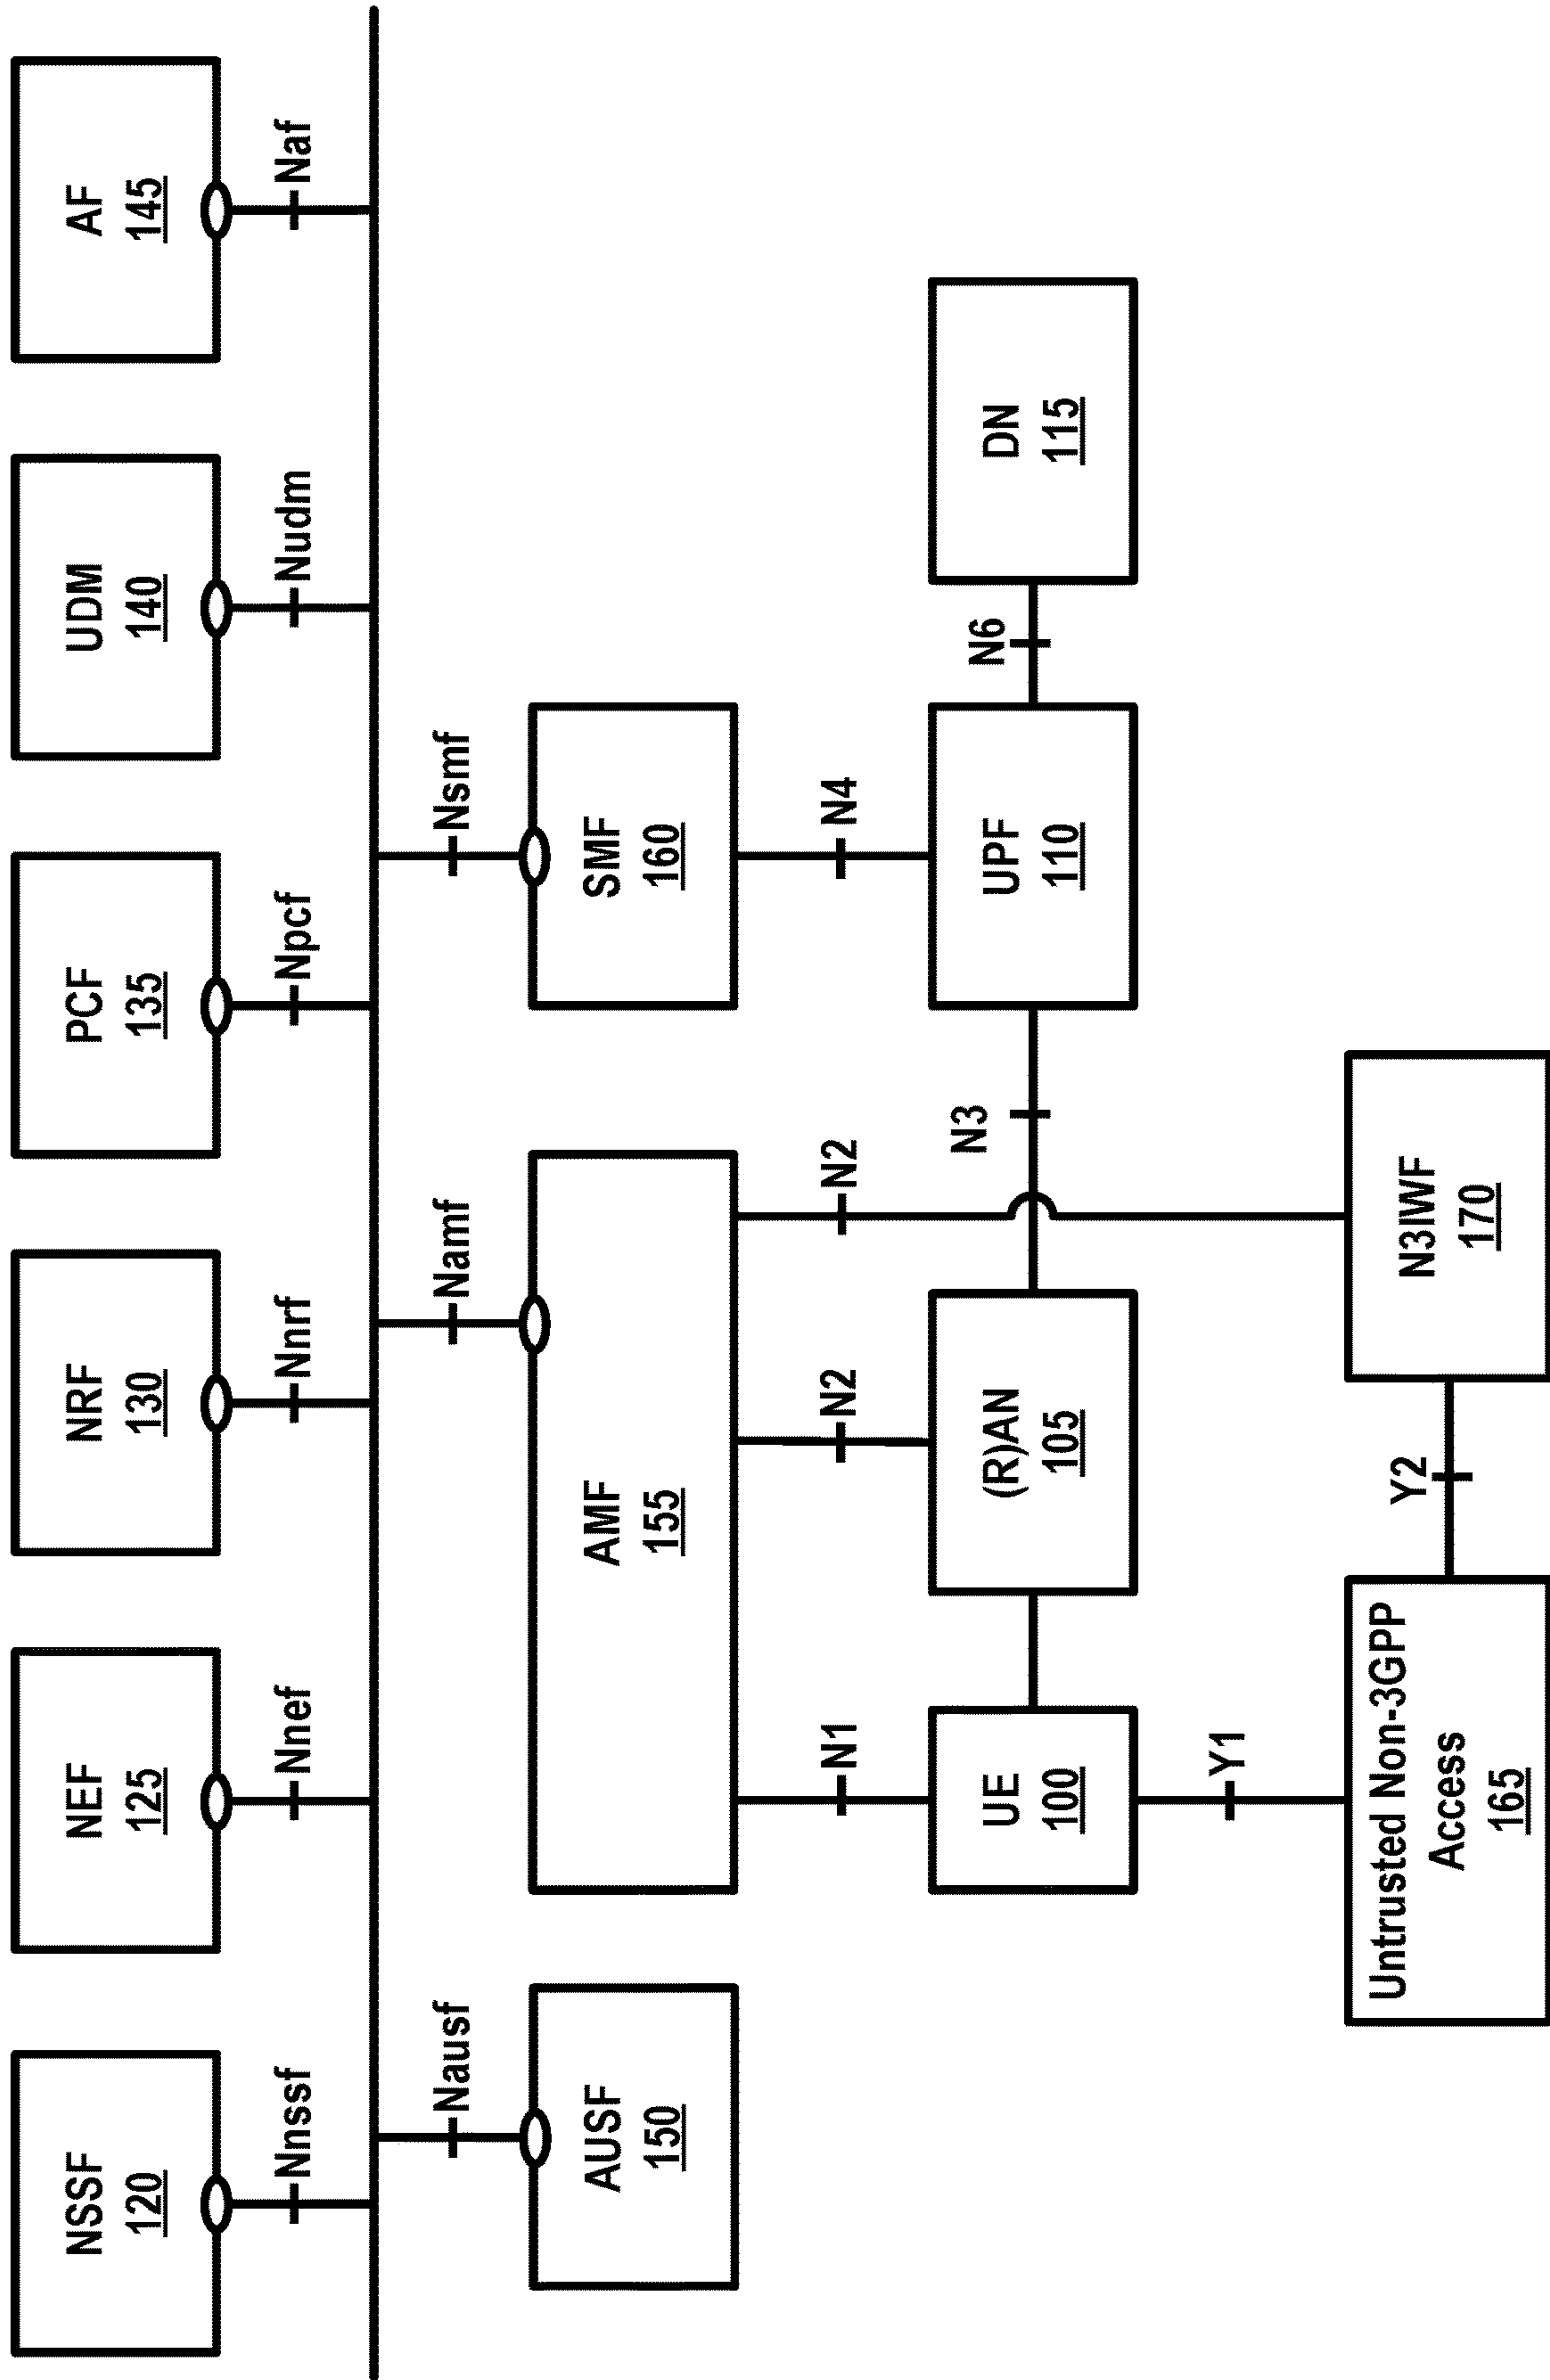 NSSF
120
NEF
125
NRF
130
PCF
135
UDM
140
AF
145
Nnssf
Nnef
Nnrf
Npcf
Nudm
Naf
Nausf
Namf
Nsmf
AUSF
150
AMF
155
SMF
160
N1
N2
N2
N4
UE
100
(R)AN
105
N3
UPF
110
N6
DN
115
Y1
Untrusted Non-3GPP
Access
165
Y2
N3IWF
170